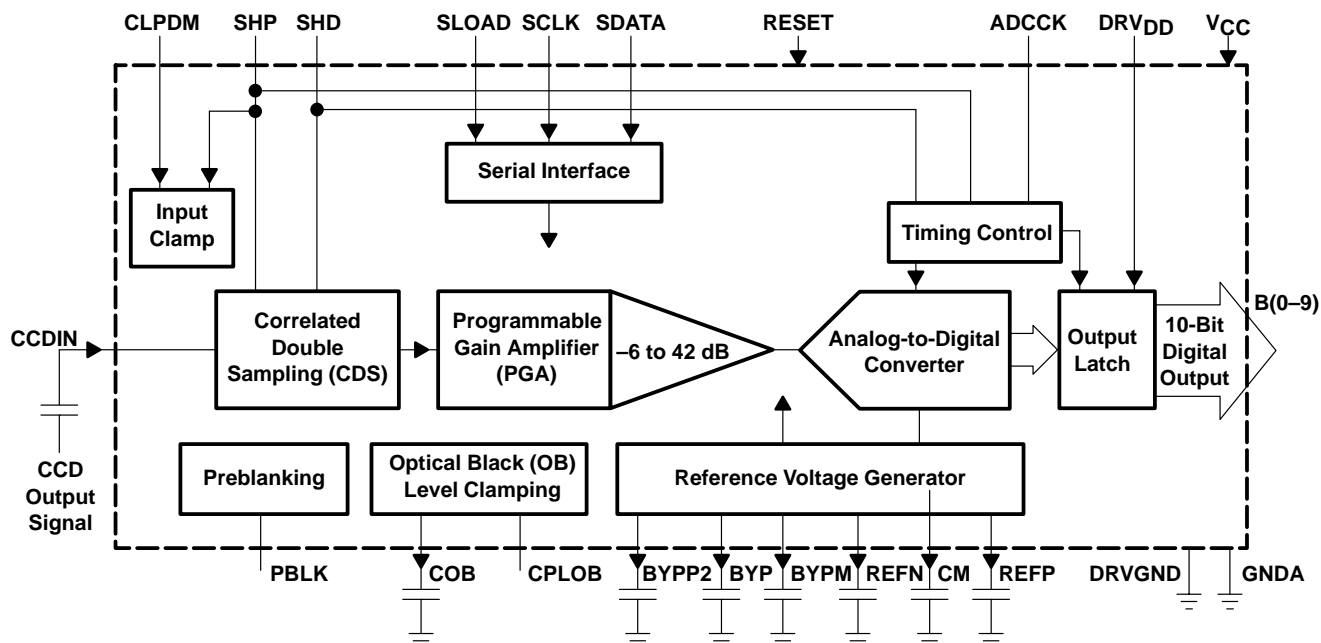 CLPDM SHP SHD SLOAD SCLK SDATA RESET ADCCK DRVDD VCC
Serial Interface
Input
Clamp
Timing Control
CCDIN
Correlated
Double
Sampling (CDS)
Programmable
Gain Amplifier
(PGA)
–6 to 42 dB
Analog-to-Digital
Converter
Output
Latch
10-Bit
Digital
Output
B(0–9)
CCD
Output
Signal
Preblanking
Optical Black (OB)
Level Clamping
Reference Voltage Generator
PBLK COB CPLOB BYPP2 BYP BYPM REFN CM REFP DRVGND GNDA